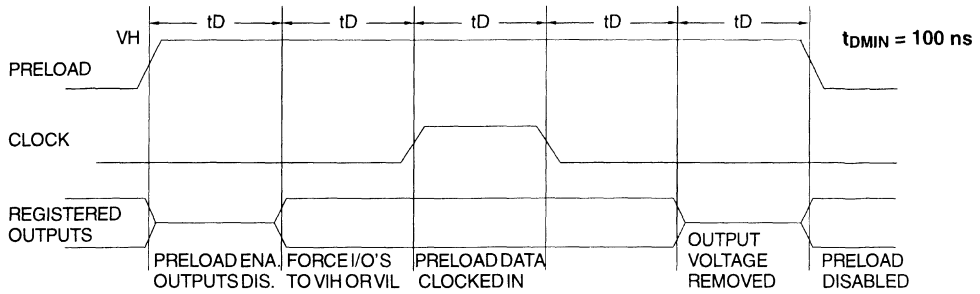 tD tD tD tD tD
VH
tDMIN = 100 ns
PRELOAD
CLOCK
REGISTERED
OUTPUTS
PRELOAD ENA.
OUTPUTS DIS.
FORCE I/O'S
TO VIH OR VIL
PRELOAD DATA
CLOCKED IN
OUTPUT
VOLTAGE
REMOVED
PRELOAD
DISABLED